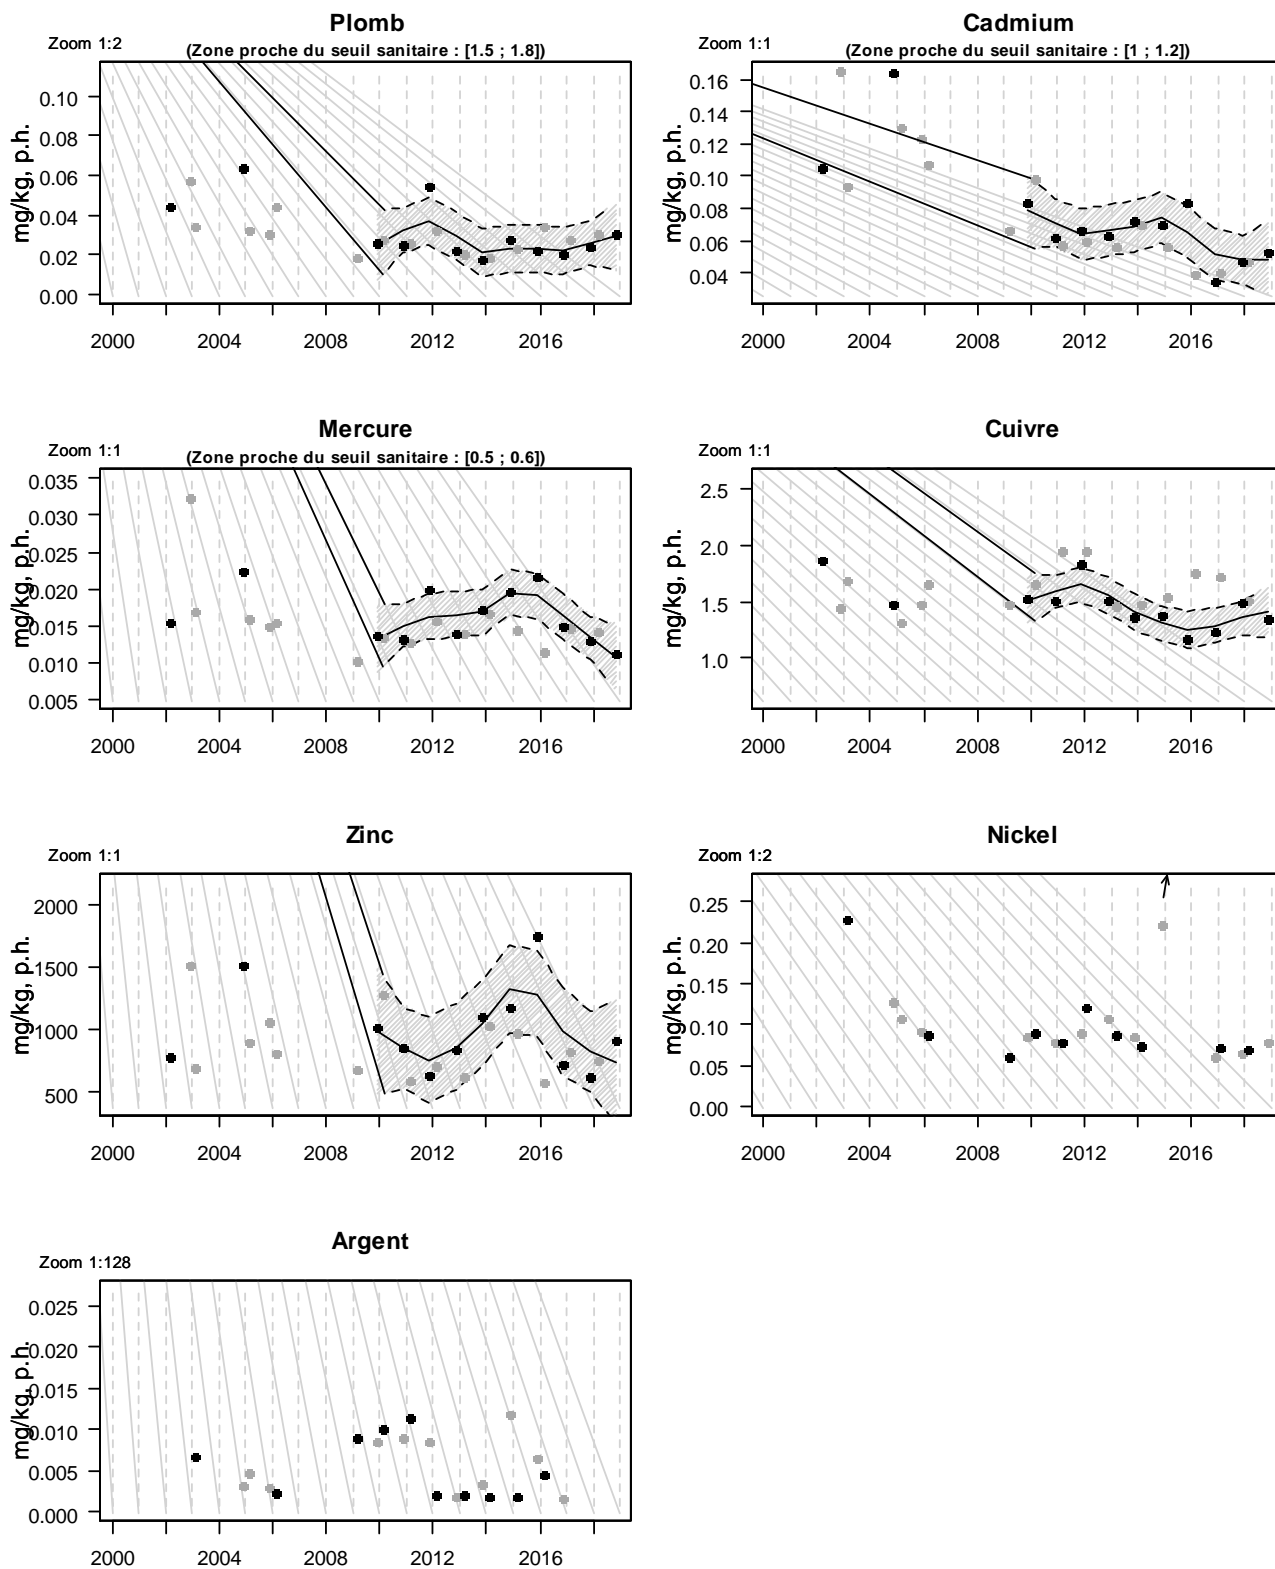 Plomb
Zoom 1:2
(Zone proche du seuil sanitaire : [1.5 ; 1.8])
mg/kg, p.h.
0.10
0.08
0.06
0.04
0.02
0.00
2000 2004 2008 2012 2016
Cadmium
Zoom 1:1
(Zone proche du seuil sanitaire : [1 ; 1.2])
mg/kg, p.h.
0.16
0.14
0.12
0.10
0.08
0.06
0.04
2000 2004 2008 2012 2016
Mercure
Zoom 1:1
(Zone proche du seuil sanitaire : [0.5 ; 0.6])
mg/kg, p.h.
0.035
0.030
0.025
0.020
0.015
0.010
0.005
2000 2004 2008 2012 2016
Cuivre
Zoom 1:1
mg/kg, p.h.
2.5
2.0
1.5
1.0
2000 2004 2008 2012 2016
Zinc
Zoom 1:1
mg/kg, p.h.
2000
1500
1000
500
2000 2004 2008 2012 2016
Nickel
Zoom 1:2
mg/kg, p.h.
0.25
0.20
0.15
0.10
0.05
0.00
2000 2004 2008 2012 2016
Argent
Zoom 1:128
mg/kg, p.h.
0.025
0.020
0.015
0.010
0.005
0.000
2000 2004 2008 2012 2016